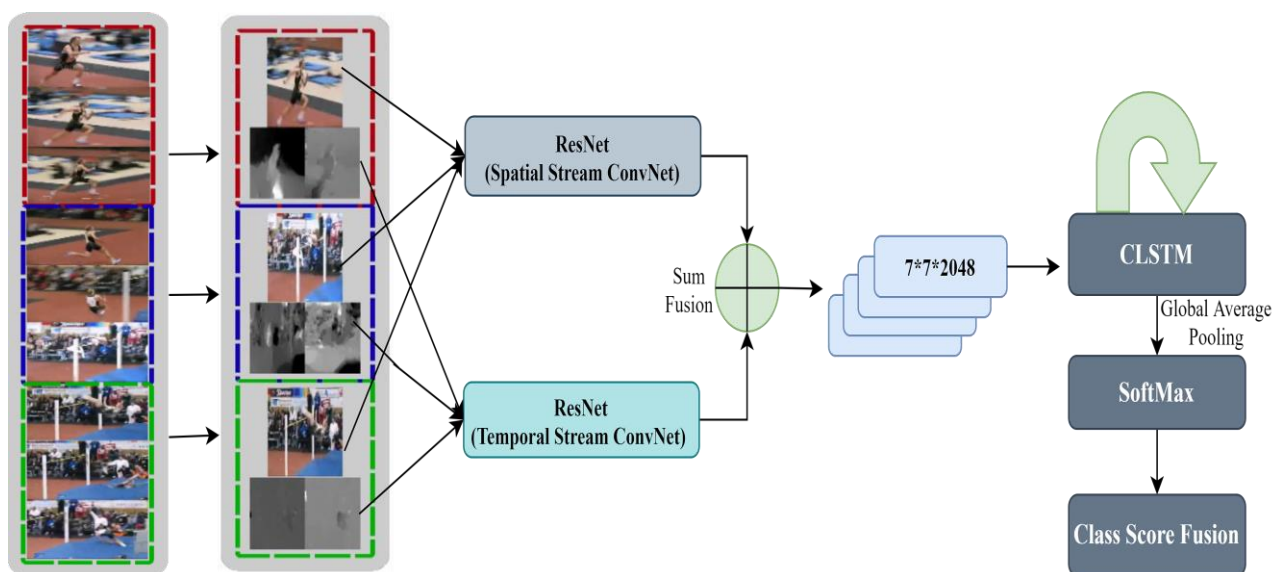 ResNet
(Spatial Stream ConvNet)
Sum
Fusion
7*7*2048
CLSTM
Global Average
Pooling
ResNet
(Temporal Stream ConvNet)
SoftMax
Class Score Fusion